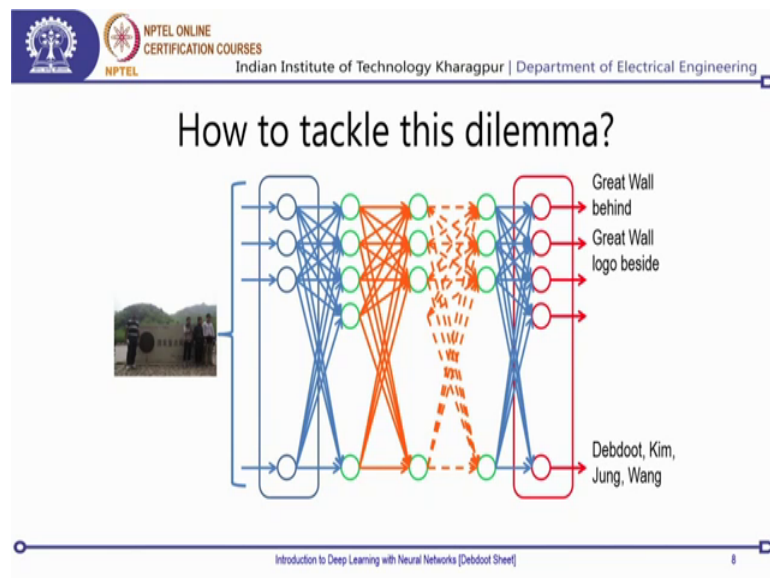 NPTEL ONLINE
CERTIFICATION COURSES
NPTEL
Indian Institute of Technology Kharagpur | Department of Electrical Engineering
How to tackle this dilemma?
Great Wall
behind
Great Wall
logo beside
Debdoot, Kim,
Jung, Wang
Introduction to Deep Learning with Neural Networks [Debdoot Sheet]
8